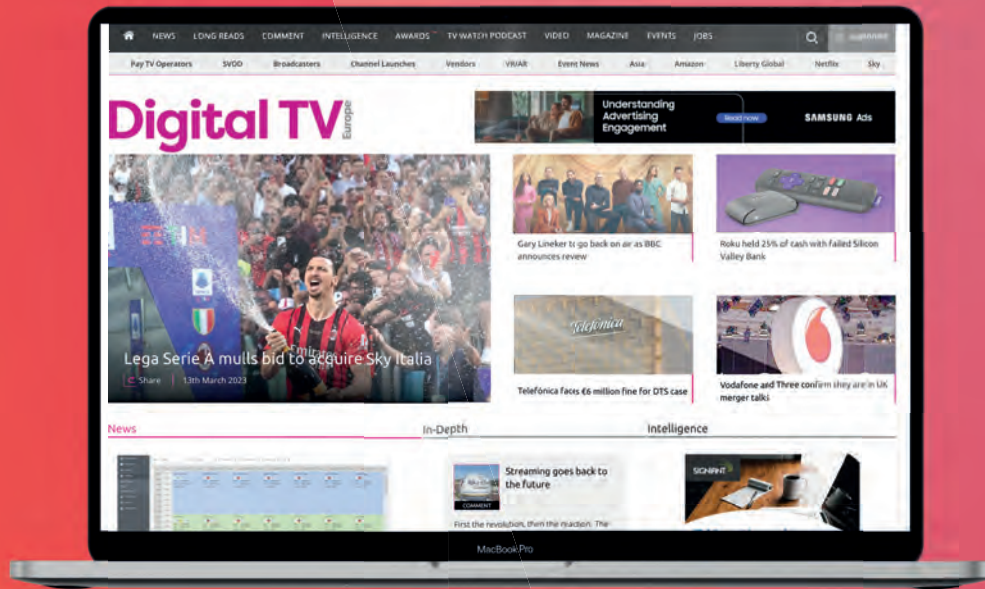 NEWS LONG READS COMMENT INTELLIGENCE AWARDS TV WATCH PODCAST VIDEO MAGAZINE EVENTS JOBS
Pay TV Operators SVOD Broadcasters Channel Launches Vendors VR/AR Event News Asia Amazon Liberty Global Netflix Sky
Digital TV Europe
Understanding
Advertising
Engagement
Read now
SAMSUNG Ads
Lega Serie A mulls bid to acquire Sky Italia
Share | 13th March 2023
Gary Lineker to go back on air as BBC
announces review
Roku held 25% of cash with failed Silicon
Valley Bank
Telefónica
Telefónica faces €6 million fine for DTS case
Vodafone and Three confirm they are in UK
merger talks
News In-Depth Intelligence
Streaming goes back to
the future
COMMENT
First the revolution, then the reaction. The
SIGNIANT
MacBook Pro